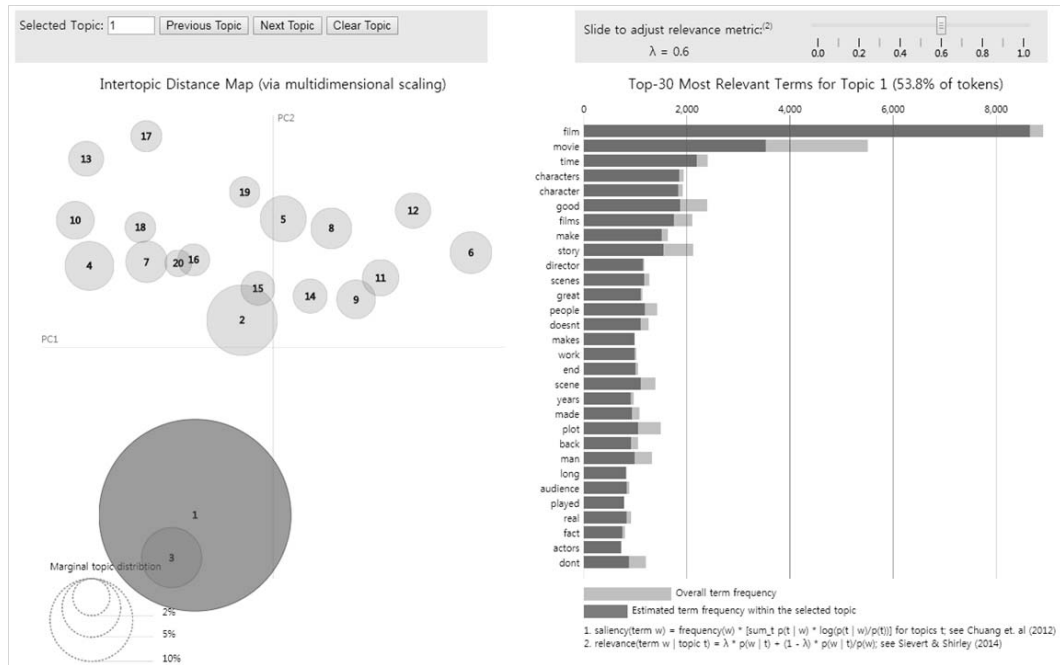 Selected Topic: 1 Previous Topic Next Topic Clear Topic
Slide to adjust relevance metric:(2)
λ = 0.6
0.0 0.2 0.4 0.6 0.8 1.0
Intertopic Distance Map (via multidimensional scaling)
PC2
PC1
17
13
19
10
18
5
8
12
4
7
20
16
6
15
14
9
11
2
1
3
Marginal topic distribtion
2%
5%
10%
Top-30 Most Relevant Terms for Topic 1 (53.8% of tokens)
0 2,000 4,000 6,000 8,000
film
movie
time
characters
character
good
films
make
story
director
scenes
great
people
doesnt
makes
work
end
scene
years
made
plot
back
man
long
audience
played
real
fact
actors
dont
Overall term frequency
Estimated term frequency within the selected topic
1. saliency(term w) = frequency(w) * [sum_t p(t | w) * log(p(t | w)/p(t))] for topics t; see Chuang et. al (2012)
2. relevance(term w | topic t) = λ * p(w | t) + (1 - λ) * p(w | t)/p(w); see Sievert & Shirley (2014)